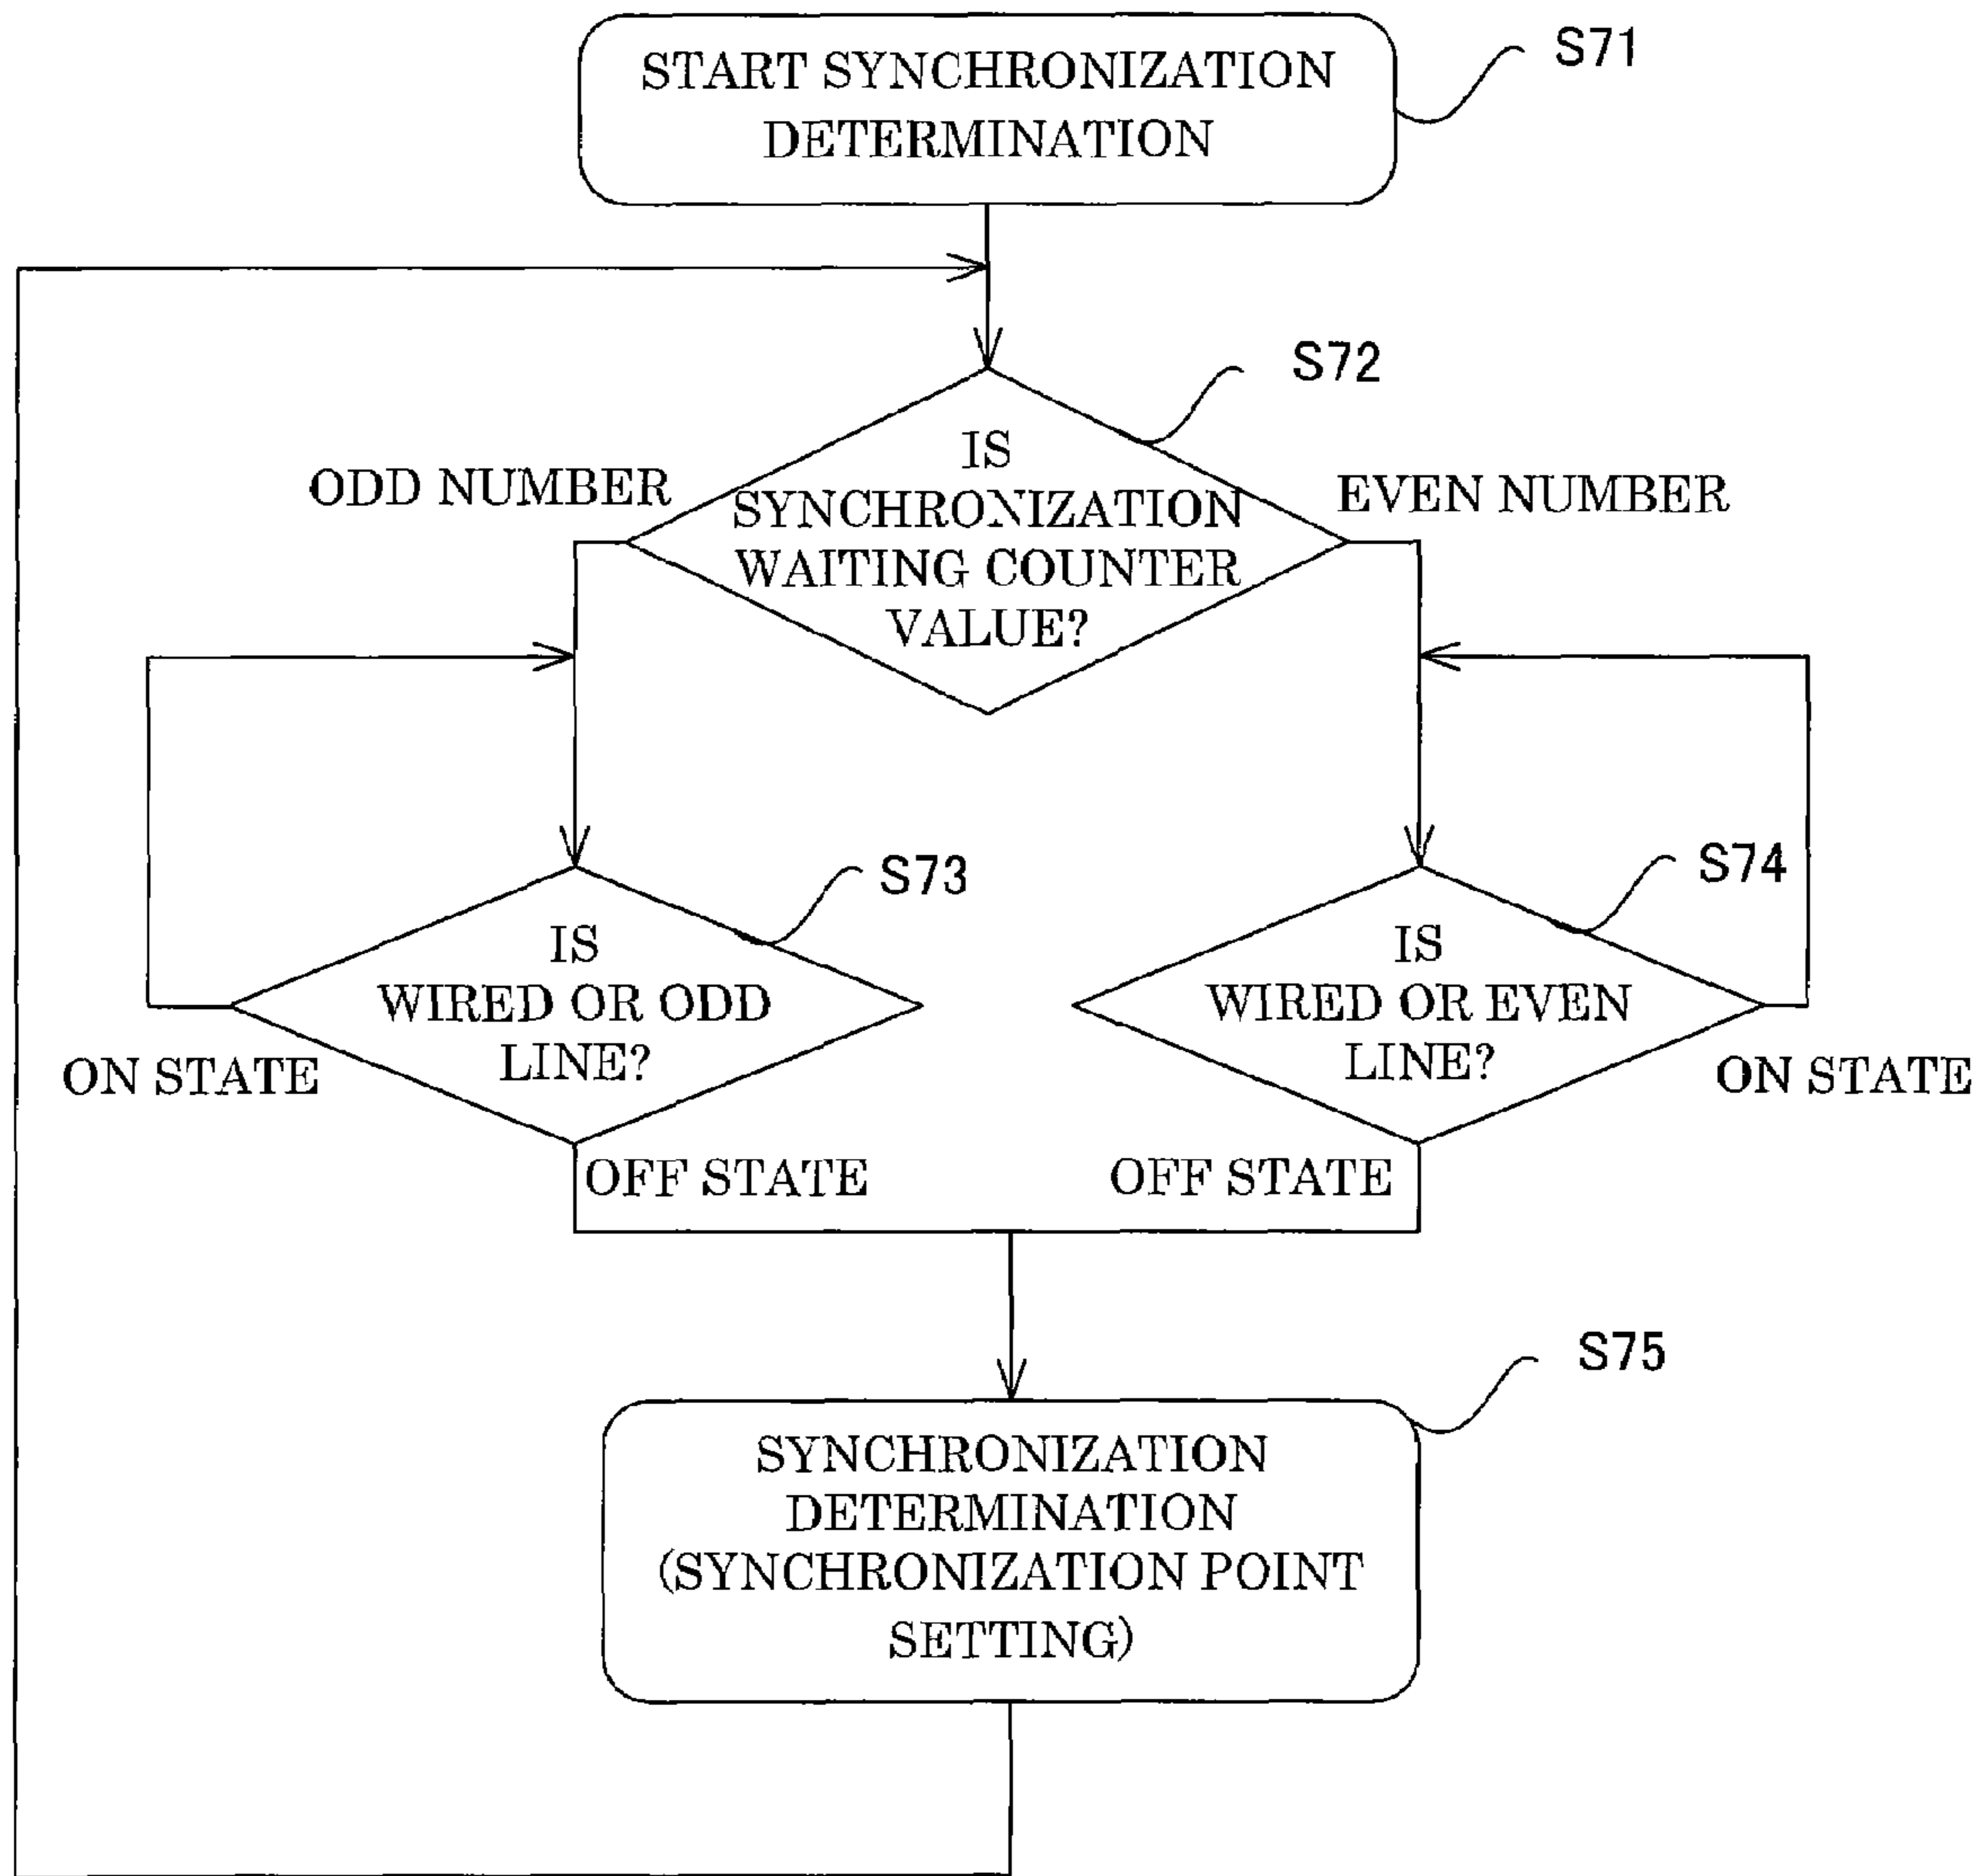 START SYNCHRONIZATION
DETERMINATION
S71
S72
IS
SYNCHRONIZATION
WAITING COUNTER
VALUE?
ODD NUMBER
EVEN NUMBER
S73
IS
WIRED OR ODD
LINE?
ON STATE
OFF STATE
S74
IS
WIRED OR EVEN
LINE?
ON STATE
OFF STATE
S75
SYNCHRONIZATION
DETERMINATION
(SYNCHRONIZATION POINT
SETTING)